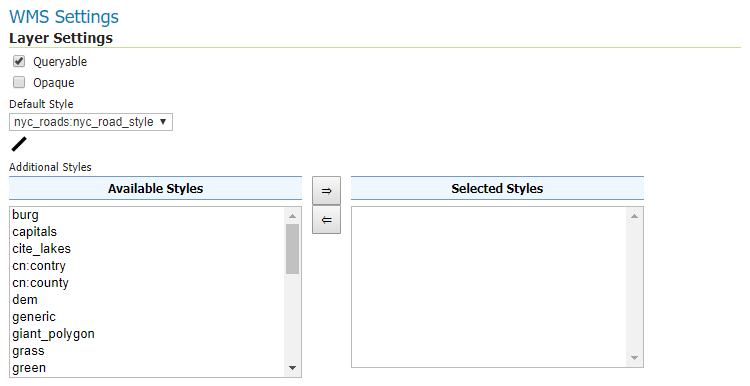 WMS Settings
Layer Settings
Queryable
Opaque
Default Style
nyc_roads:nyc_road_style
Additional Styles
Available Styles
⇒
Selected Styles
⇐
burg
capitals
cite_lakes
cn:contry
cn:county
dem
generic
giant_polygon
grass
green